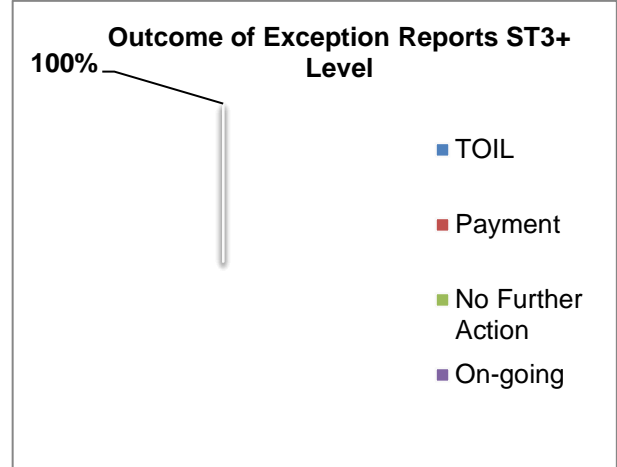 Outcome of Exception Reports ST3+
Level
100%
TOIL
Payment
No Further
Action
On-going